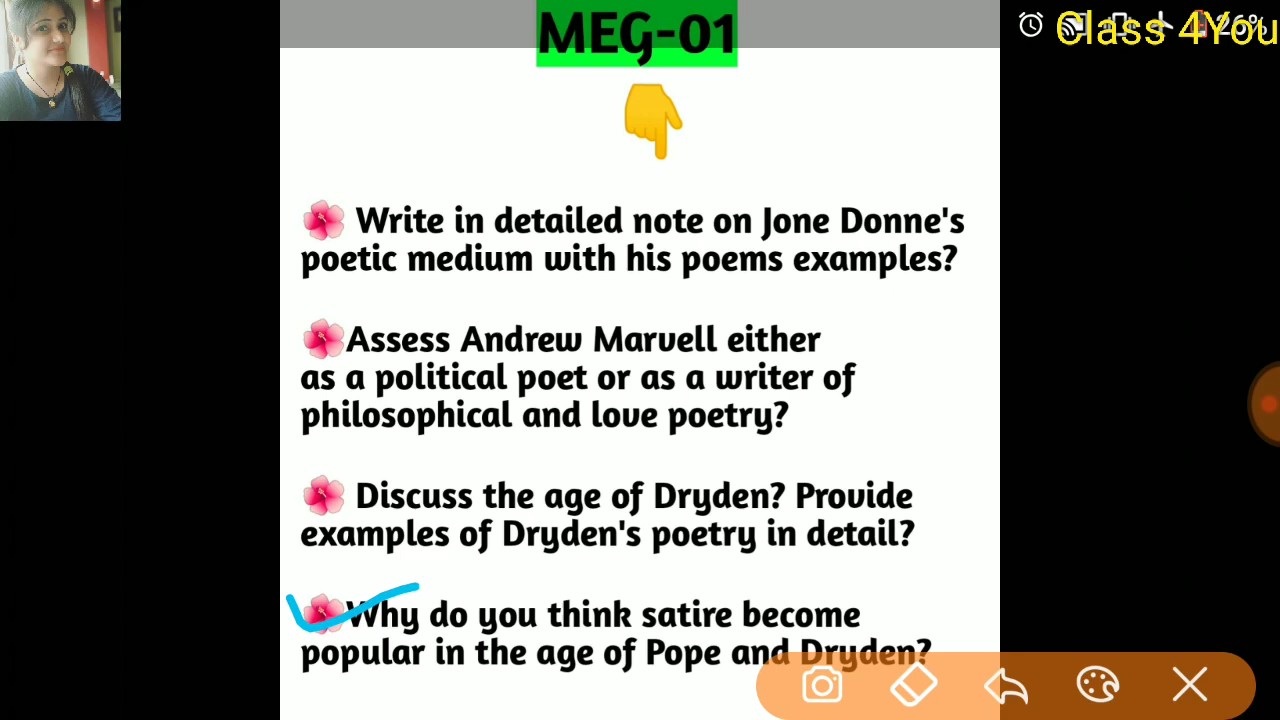 MEG-01
Class 4You
26%
Write in detailed note on Jone Donne's
poetic medium with his poems examples?
Assess Andrew Marvell either
as a political poet or as a writer of
philosophical and love poetry?
Discuss the age of Dryden? Provide
examples of Dryden's poetry in detail?
Why do you think satire become
popular in the age of Pope and Dryden?